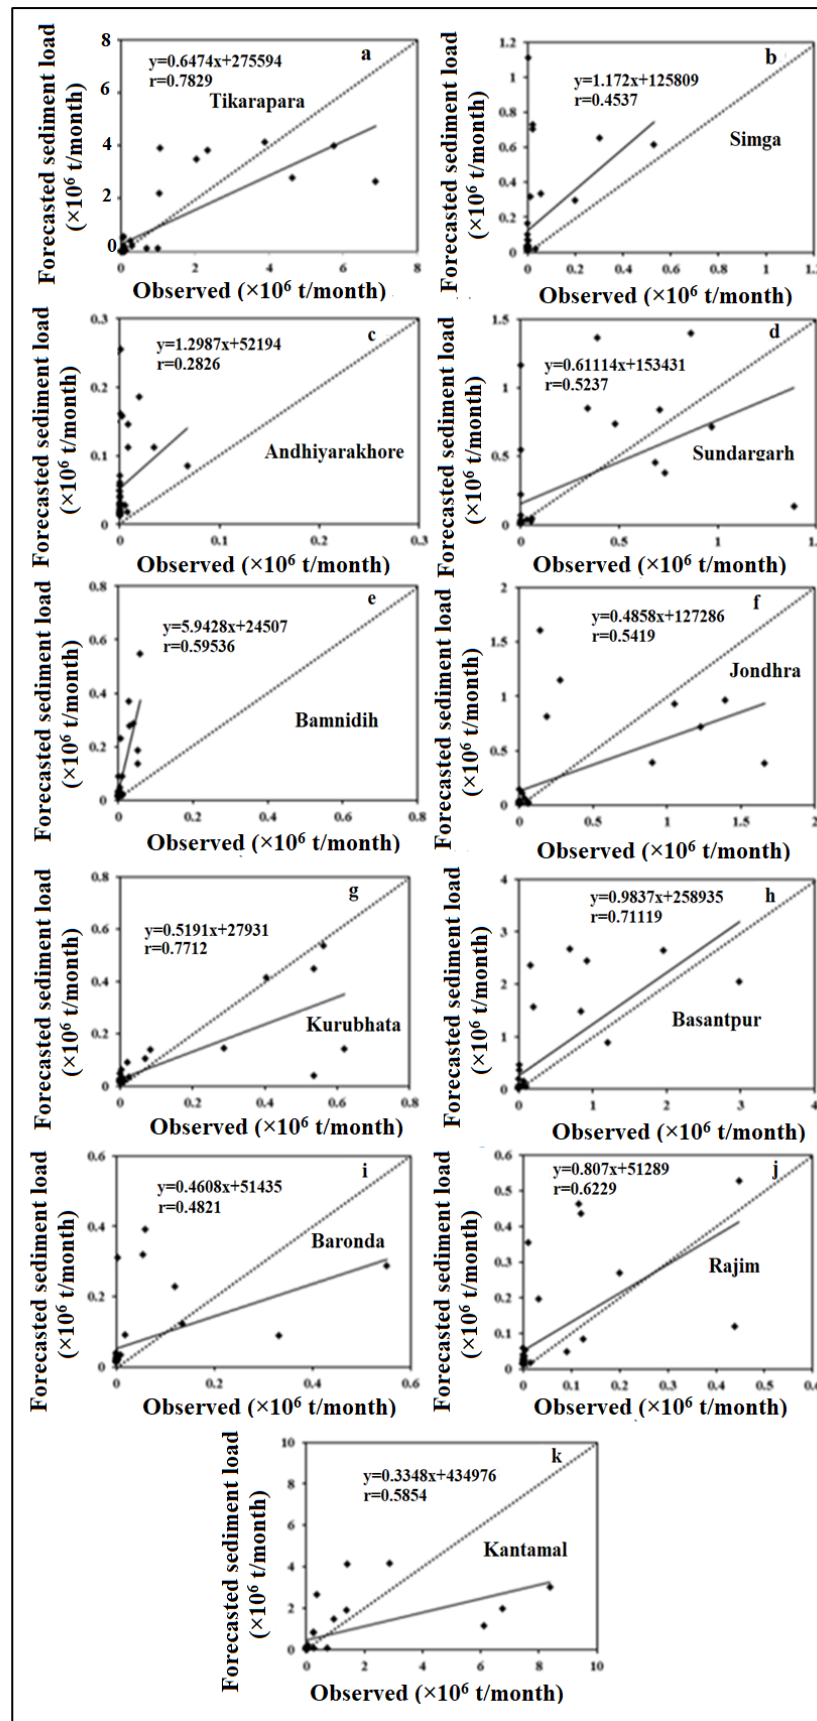 Forecasted sediment load
(×10⁶ t/month)
8
6
4
2
0
a
y=0.6474x+275594
r=0.7829
Tikarapara
0 2 4 6 8
Observed (×10⁶ t/month)
Forecasted sediment load
(×10⁶ t/month)
1.2
1
0.8
0.6
0.4
0.2
0
b
y=1.172x+125809
r=0.4537
Simga
0 0.2 0.4 0.6 0.8 1 1.2
Observed (×10⁶ t/month)
Forecasted sediment load
(×10⁶ t/month)
0.3
0.2
0.1
0
c
y=1.2987x+52194
r=0.2826
Andhiyarakhore
0 0.1 0.2 0.3
Observed (×10⁶ t/month)
Forecasted sediment load
(×10⁶ t/month)
1.5
1
0.5
0
d
y=0.61114x+153431
r=0.5237
Sundargarh
0 0.5 1 1.5
Observed (×10⁶ t/month)
Forecasted sediment load
(×10⁶ t/month)
0.8
0.6
0.4
0.2
0
e
y=5.9428x+24507
r=0.59536
Bamnidih
0 0.2 0.4 0.6 0.8
Observed (×10⁶ t/month)
Forecasted sediment load
(×10⁶ t/month)
2
1.5
1
0.5
0
f
y=0.4858x+127286
r=0.5419
Jondhra
0 0.5 1 1.5 2
Observed (×10⁶ t/month)
Forecasted sediment load
(×10⁶ t/month)
0.8
0.6
0.4
0.2
0
g
y=0.5191x+27931
r=0.7712
Kurubhata
0 0.2 0.4 0.6 0.8
Observed (×10⁶ t/month)
Forecasted sediment load
(×10⁶ t/month)
4
3
2
1
0
h
y=0.9837x+258935
r=0.71119
Basantpur
0 1 2 3 4
Observed (×10⁶ t/month)
Forecasted sediment load
(×10⁶ t/month)
0.6
0.4
0.2
0
i
y=0.4608x+51435
r=0.4821
Baronda
0 0.2 0.4 0.6
Observed (×10⁶ t/month)
Forecasted sediment load
(×10⁶ t/month)
0.6
0.5
0.4
0.3
0.2
0.1
0
j
y=0.807x+51289
r=0.6229
Rajim
0 0.1 0.2 0.3 0.4 0.5 0.6
Observed (×10⁶ t/month)
Forecasted sediment load
(×10⁶ t/month)
10
8
6
4
2
0
k
y=0.3348x+434976
r=0.5854
Kantamal
0 2 4 6 8 10
Observed (×10⁶ t/month)